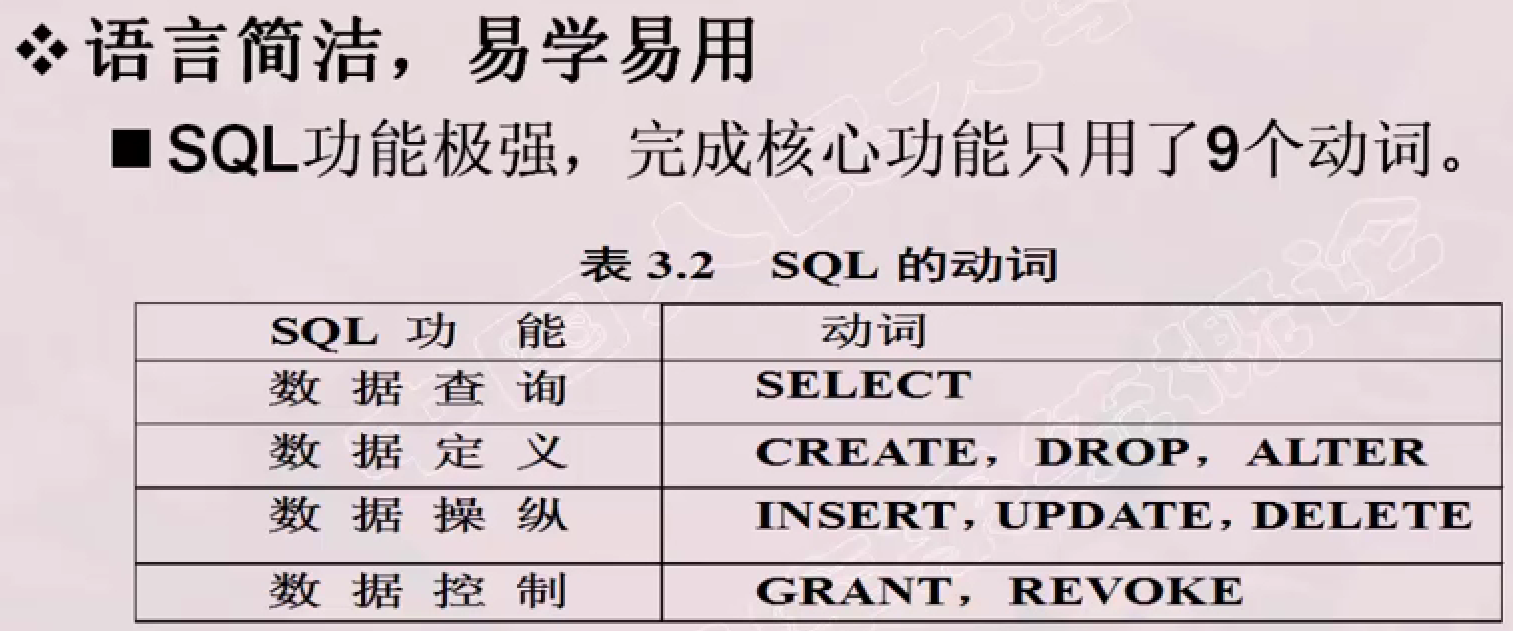 ❖语言简洁，易学易用
■SQL功能极强，完成核心功能只用了9个动词。
表 3.2 SQL 的动词
SQL 功 能 动词
数 据 查 询 SELECT
数 据 定 义 CREATE，DROP，ALTER
数 据 操 纵 INSERT，UPDATE，DELETE
数 据 控 制 GRANT，REVOKE